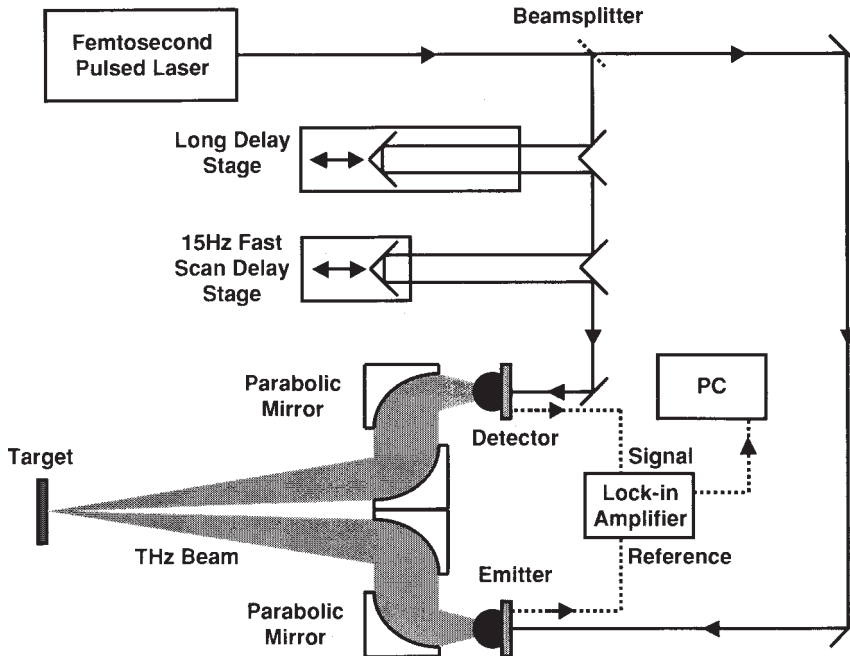 Beamsplitter
Femtosecond
Pulsed Laser
Long Delay
Stage
15Hz Fast
Scan Delay
Stage
Parabolic
Mirror
PC
Detector
Target
Signal
Lock-in
Amplifier
THz Beam
Reference
Emitter
Parabolic
Mirror